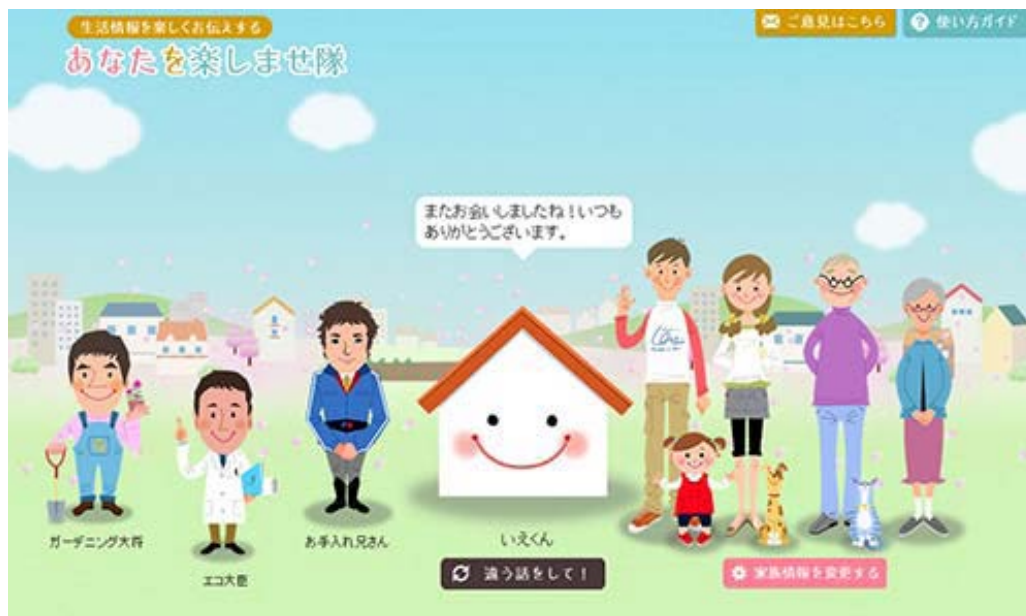 生活情報を楽しくお伝えする
あなたを楽しませ隊
ご意見はこちら
使い方ガイド
またお会いしましたね！いつも
ありがとうございます。
ガーデニング大将
エコ大臣
お手入れ兄さん
いえくん
違う話をして！
家族情報を変更する